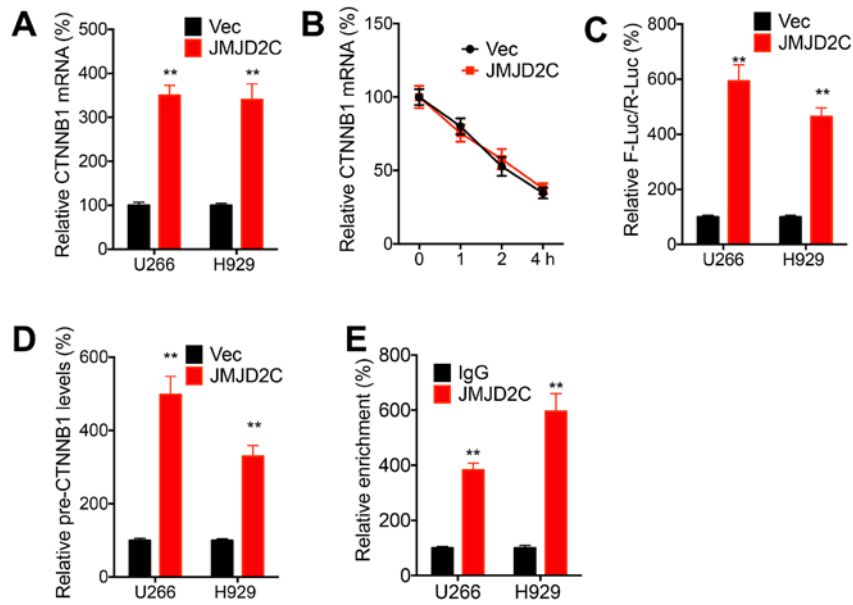 A
Vec
JMJD2C
Relative CTNNB1 mRNA (%)
400
350
300
200
100
0
** **
U266 H929
B
Vec
JMJD2C
Relative CTNNB1 mRNA (%)
150
100
50
0
0 1 2 4 h
C
Vec
JMJD2C
Relative F-Luc/R-Luc (%)
800
600
400
200
0
** **
U266 H929
D
Vec
JMJD2C
Relative pre-CTNNB1 levels (%)
600
400
200
0
** **
U266 H929
E
IgG
JMJD2C
Relative enrichment (%)
800
600
400
200
0
** **
U266 H929